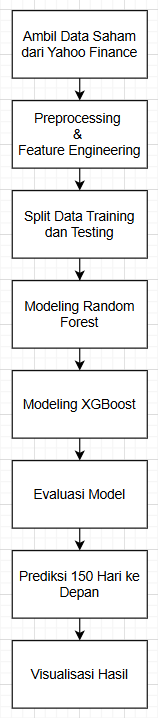 Ambil Data Saham
dari Yahoo Finance
Preprocessing
&
Feature Engineering
Split Data Training
dan Testing
Modeling Random
Forest
Modeling XGBoost
Evaluasi Model
Prediksi 150 Hari ke
Depan
Visualisasi Hasil